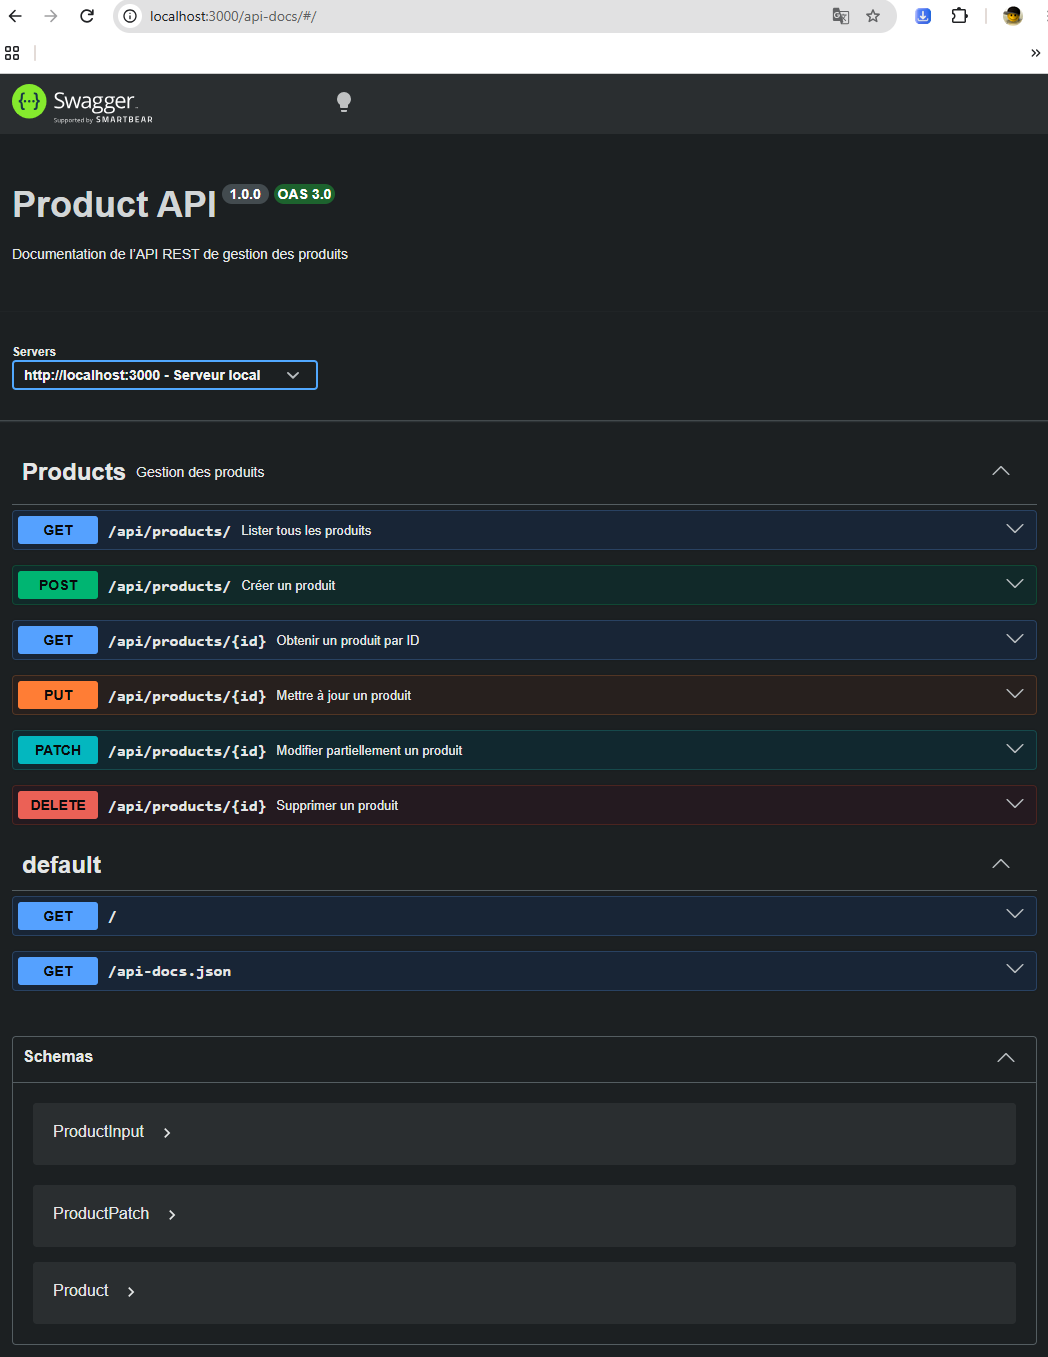 localhost:3000/api-docs/#/
»
Swagger.
Supported by SMARTBEAR
Product API 1.0.0 OAS 3.0
Documentation de l'API REST de gestion des produits
Servers
http://localhost:3000 - Serveur local
Products Gestion des produits
GET /api/products/ Lister tous les produits
POST /api/products/ Créer un produit
GET /api/products/{id} Obtenir un produit par ID
PUT /api/products/{id} Mettre à jour un produit
PATCH /api/products/{id} Modifier partiellement un produit
DELETE /api/products/{id} Supprimer un produit
default
GET /
GET /api-docs.json
Schemas
ProductInput
ProductPatch
Product